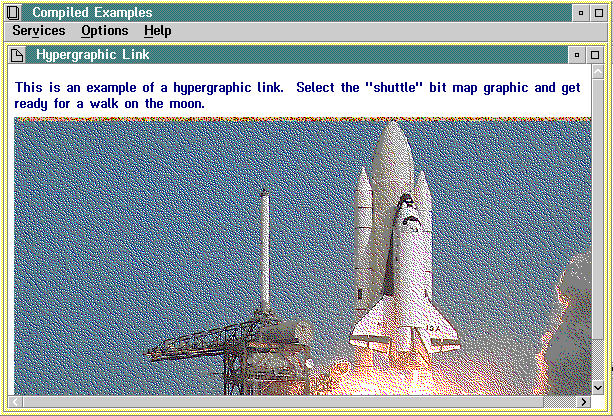 Compiled Examples
Services Options Help
Hypergraphic Link
This is an example of a hypergraphic link. Select the "shuttle" bit map graphic and get
ready for a walk on the moon.
USA